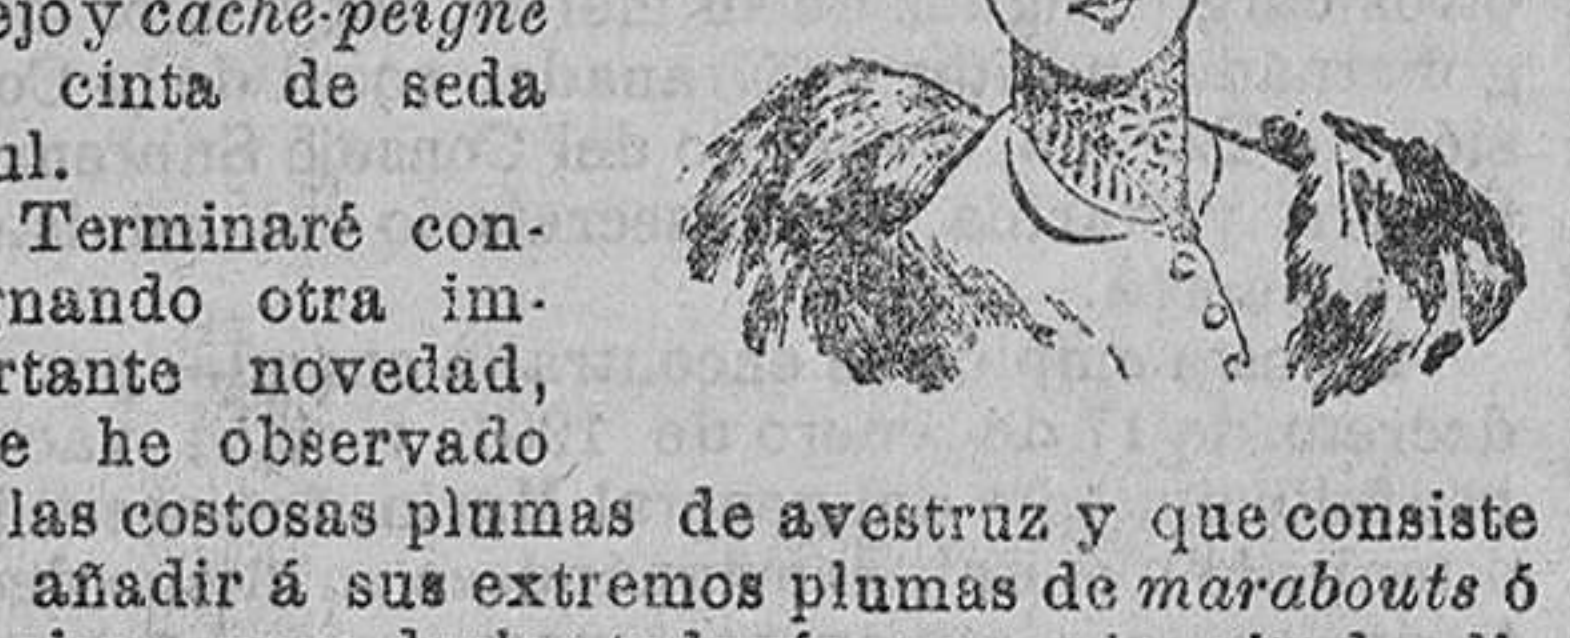 ejo y cache-peigne
cinta de seda
ul.
Terminaré con-
rnando otra im-
rtante novedad,
e he observado
las costosas plumas de avestruz y que consiste
añadir á sus extremos plumas de marabouts ó